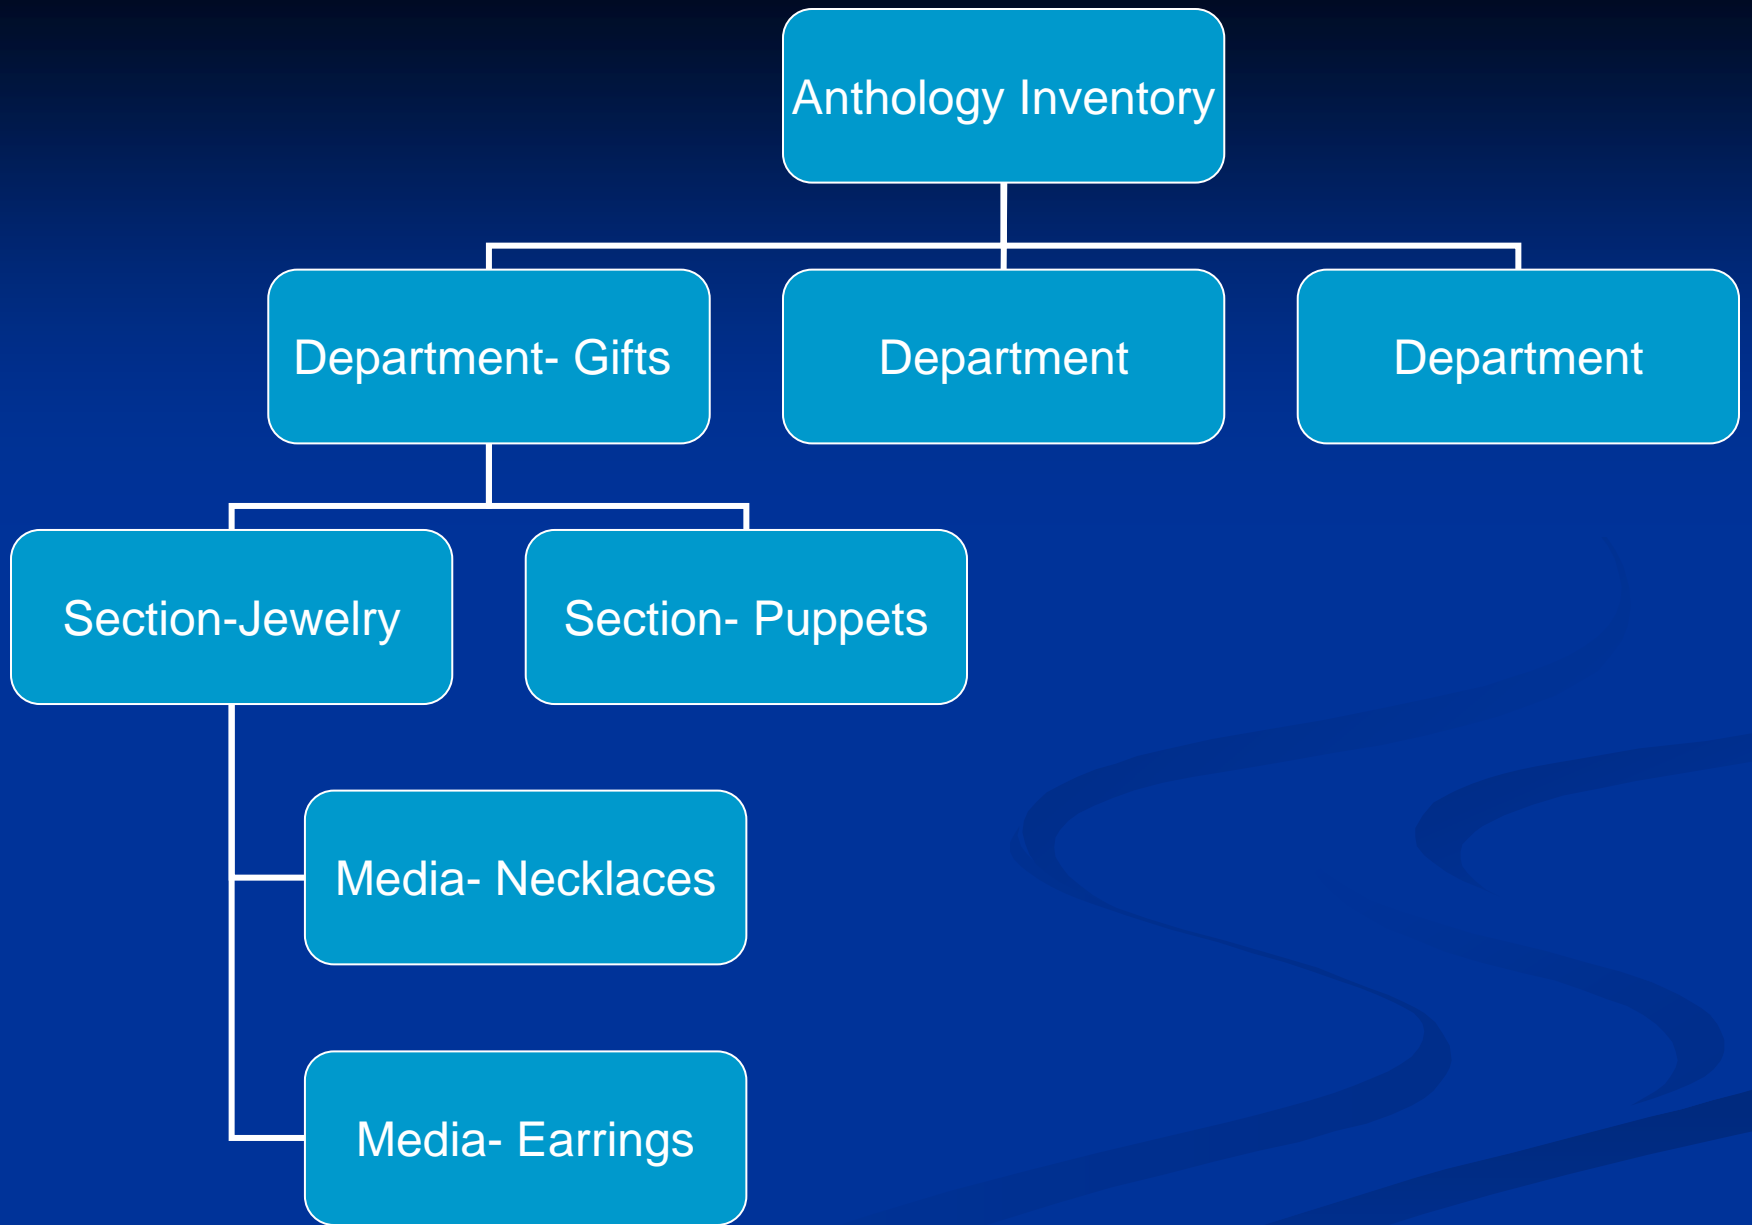 Anthology Inventory
Department- Gifts
Department
Department
Section-Jewelry
Section- Puppets
Media- Necklaces
Media- Earrings